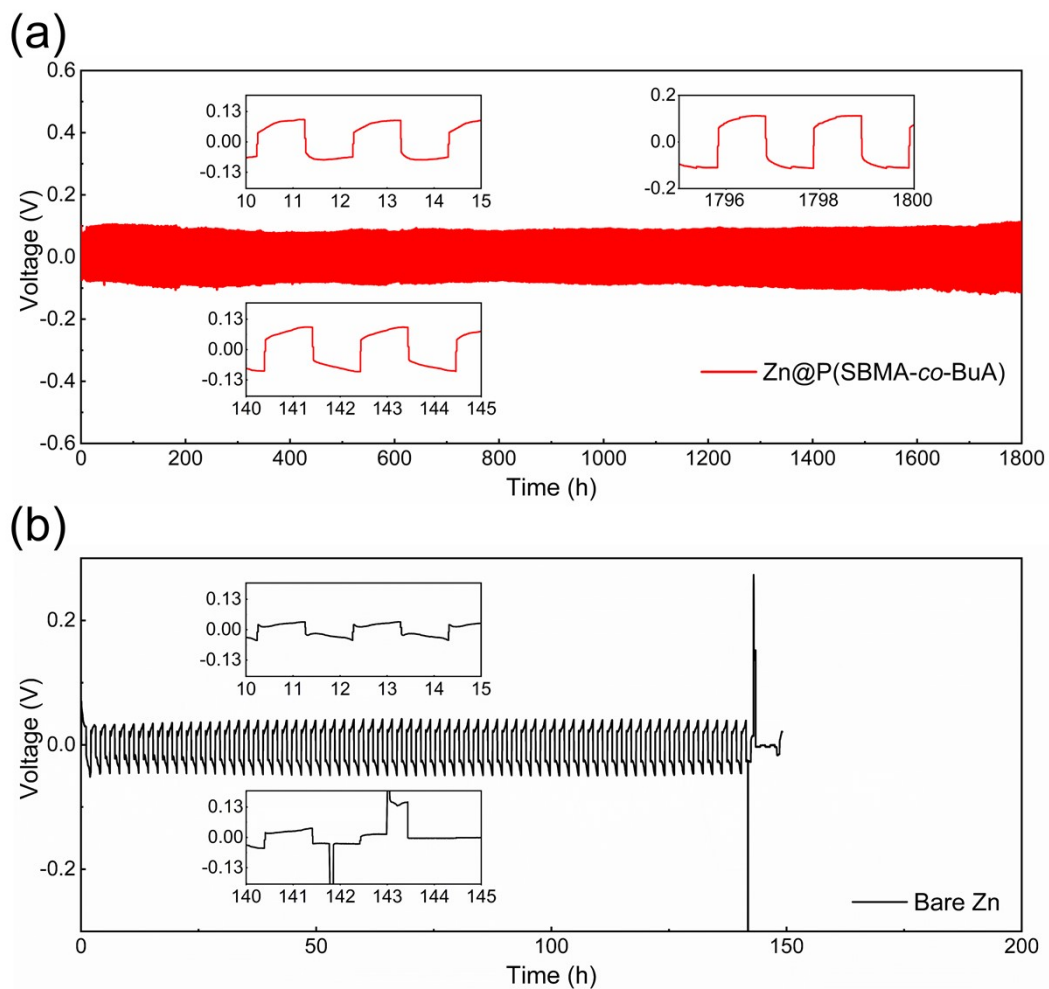 (a)
0.6
0.4
0.2
0.0
-0.2
-0.4
-0.6
Voltage (V)
0.13
0.00
-0.13
10 11 12 13 14 15
0.2
0.0
-0.2
1796 1798 1800
0.13
0.00
-0.13
140 141 142 143 144 145
Zn@P(SBMA-co-BuA)
0 200 400 600 800 1000 1200 1400 1600 1800
Time (h)
(b)
0.2
0.0
-0.2
Voltage (V)
0.13
0.00
-0.13
10 11 12 13 14 15
0.13
0.00
-0.13
140 141 142 143 144 145
Bare Zn
0 50 100 150 200
Time (h)